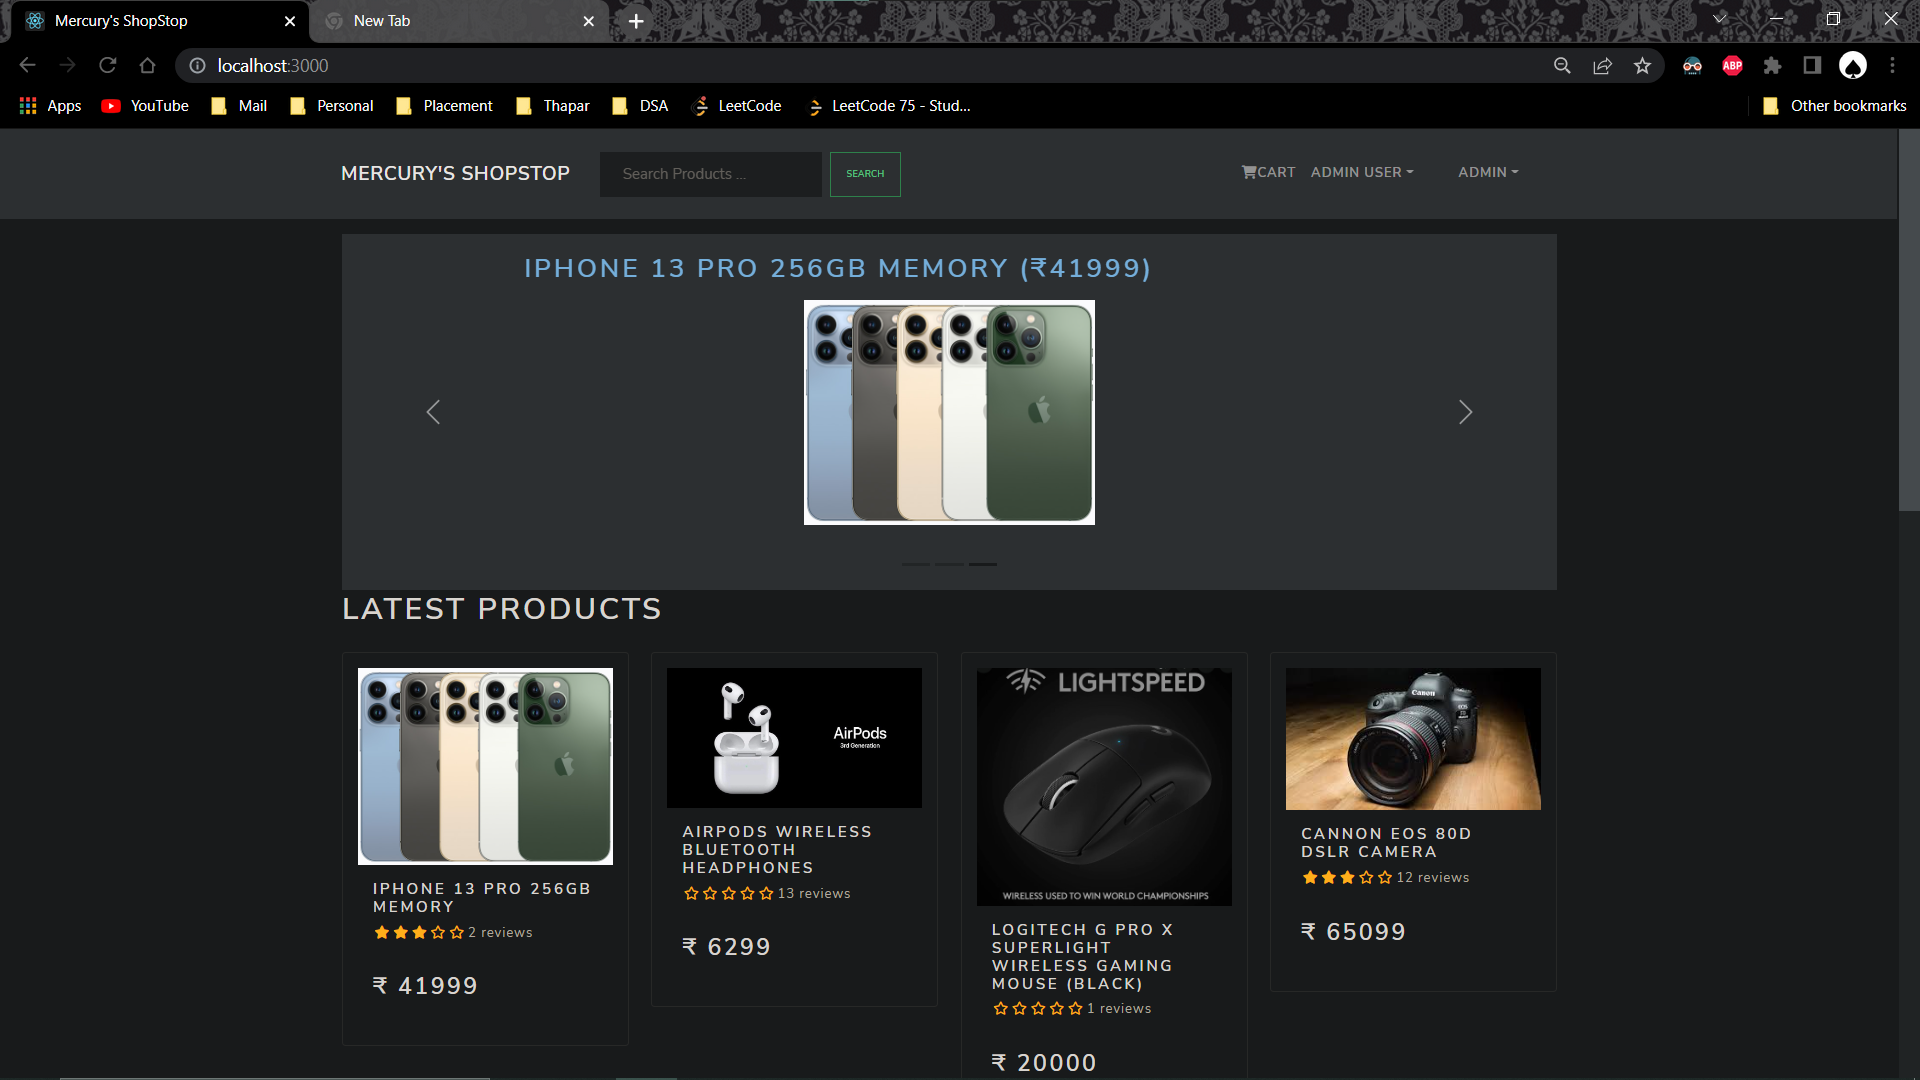 Mercury's ShopStop
New Tab
localhost:3000
ABP
Apps
YouTube
Mail
Personal
Placement
Thapar
DSA
LeetCode
LeetCode 75 - Stud...
Other bookmarks
MERCURY'S SHOPSTOP
Search Products ...
SEARCH
CART
ADMIN USER
ADMIN
IPHONE 13 PRO 256GB MEMORY (₹41999)
LATEST PRODUCTS
IPHONE 13 PRO 256GB
MEMORY
2 reviews
₹ 41999
AirPods
3rd Generation
AIRPODS WIRELESS
BLUETOOTH
HEADPHONES
13 reviews
₹ 6299
LIGHTSPEED
WIRELESS USED TO WIN WORLD CHAMPIONSHIPS
LOGITECH G PRO X
SUPERLIGHT
WIRELESS GAMING
MOUSE (BLACK)
1 reviews
₹ 20000
Canon
CANNON EOS 80D
DSLR CAMERA
12 reviews
₹ 65099